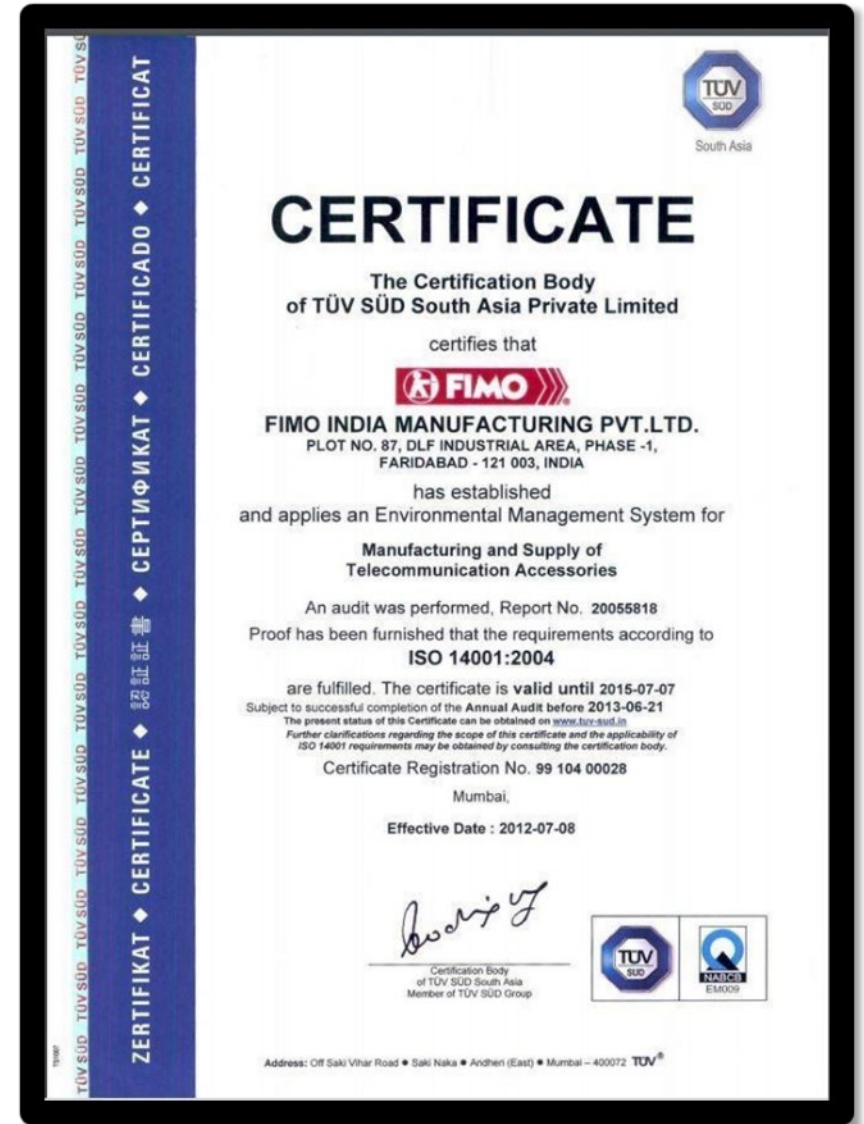 TÜV SÜD TÜV SÜD TÜV SÜD TÜV SÜD TÜV SÜD TÜV SÜD TÜV SÜD TÜV SÜD TÜV SÜD TÜV SÜD TÜV SÜD TÜV SÜD
ZERTIFIKAT ◆ CERTIFICATE ◆ 認証証書 ◆ СЕРТИФИКАТ ◆ CERTIFICADO ◆ CERTIFICAT
TÜV
SÜD
South Asia
CERTIFICATE
The Certification Body
of TÜV SÜD South Asia Private Limited
certifies that
FIMO
FIMO INDIA MANUFACTURING PVT.LTD.
PLOT NO. 87, DLF INDUSTRIAL AREA, PHASE -1,
FARIDABAD - 121 003, INDIA
has established
and applies an Environmental Management System for
Manufacturing and Supply of
Telecommunication Accessories
An audit was performed, Report No. 20055818
Proof has been furnished that the requirements according to
ISO 14001:2004
are fulfilled. The certificate is valid until 2015-07-07
Subject to successful completion of the Annual Audit before 2013-06-21
The present status of this Certificate can be obtained on www.tuv-sud.in
Further clarifications regarding the scope of this certificate and the applicability of
ISO 14001 requirements may be obtained by consulting the certification body.
Certificate Registration No. 99 104 00028
Mumbai,
Effective Date : 2012-07-08
Certification Body
of TÜV SÜD South Asia
Member of TÜV SÜD Group
TÜV
SÜD
NABCB
EM009
Address: Off Saki Vihar Road ● Saki Naka ● Andheri (East) ● Mumbai – 400072 TÜV®